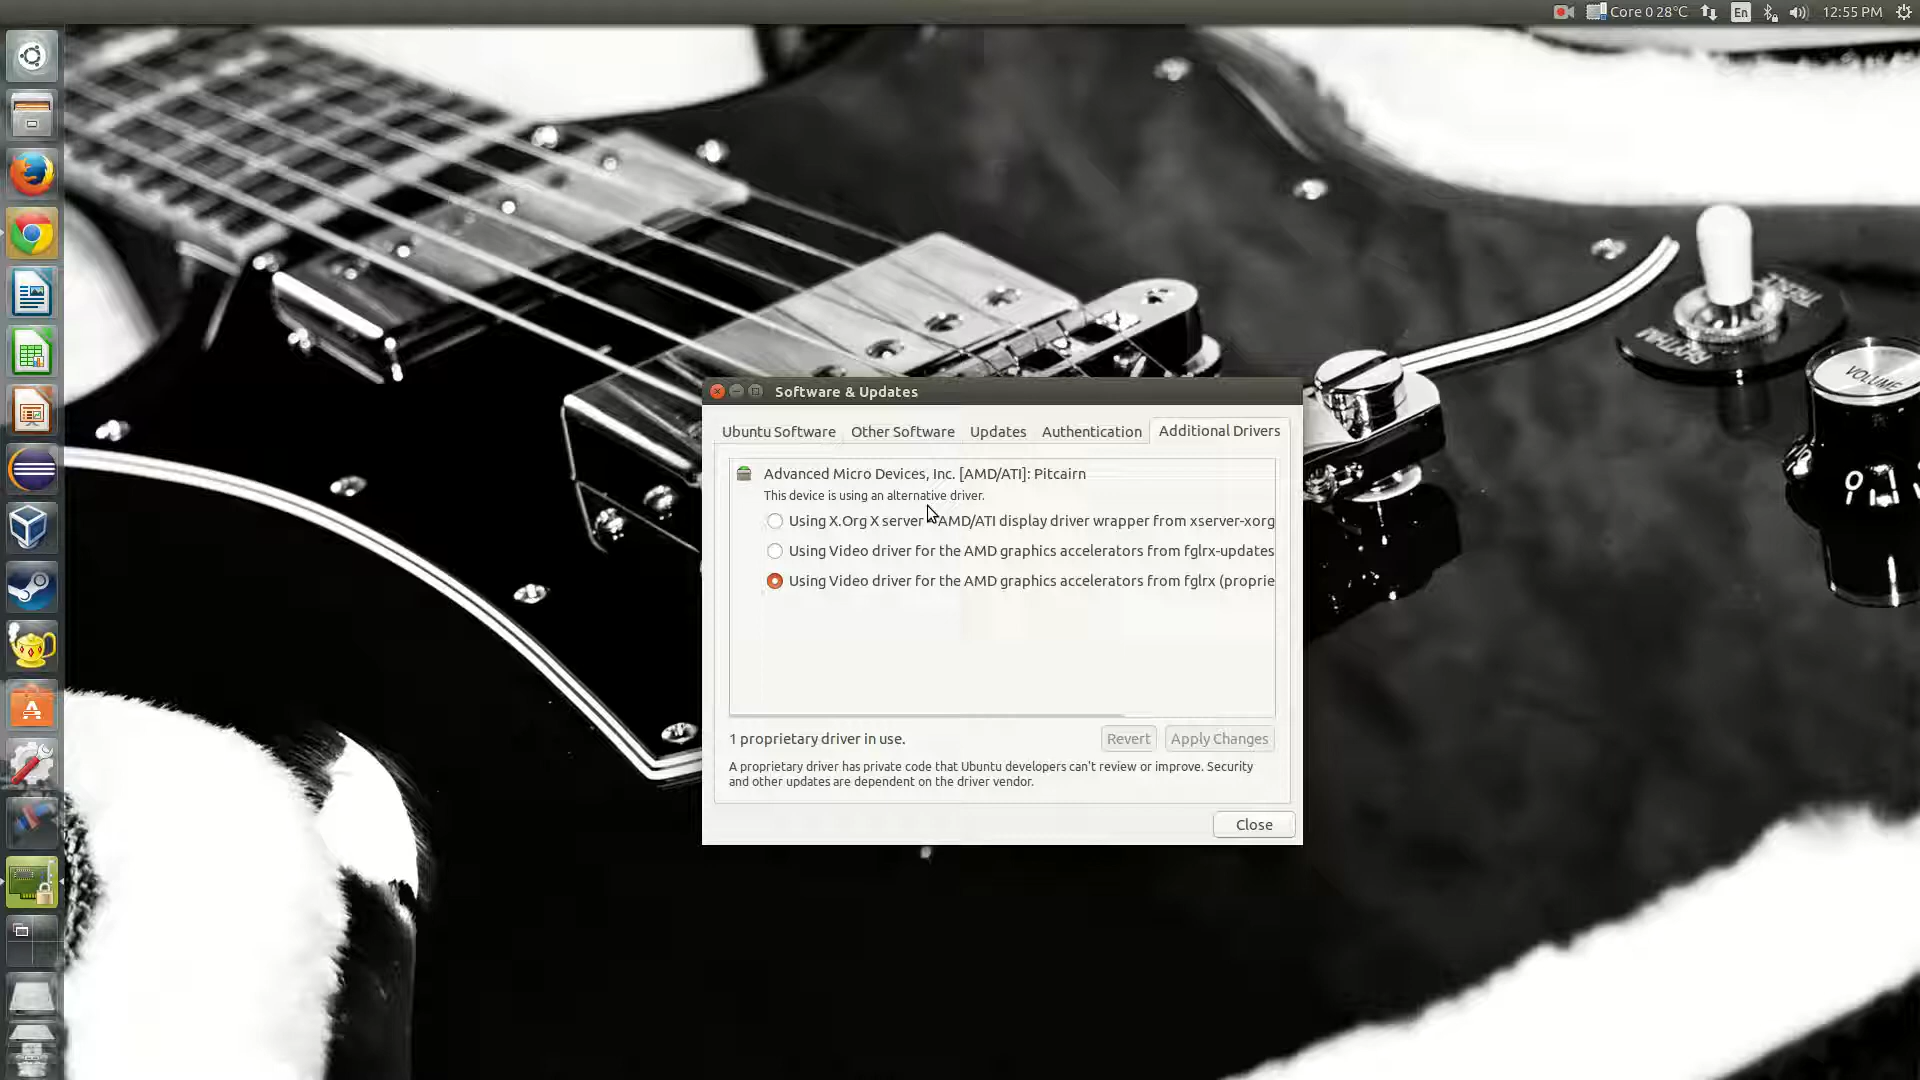 Core 0 28°C En 12:55 PM
TREBLE
RHYTHM
VOLUME
Software & Updates
Ubuntu Software Other Software Updates Authentication Additional Drivers
Advanced Micro Devices, Inc. [AMD/ATI]: Pitcairn
This device is using an alternative driver.
Using X.Org X server AMD/ATI display driver wrapper from xserver-xorg
Using Video driver for the AMD graphics accelerators from fglrx-updates
Using Video driver for the AMD graphics accelerators from fglrx (proprie
1 proprietary driver in use. Revert Apply Changes
A proprietary driver has private code that Ubuntu developers can't review or improve. Security
and other updates are dependent on the driver vendor.
Close